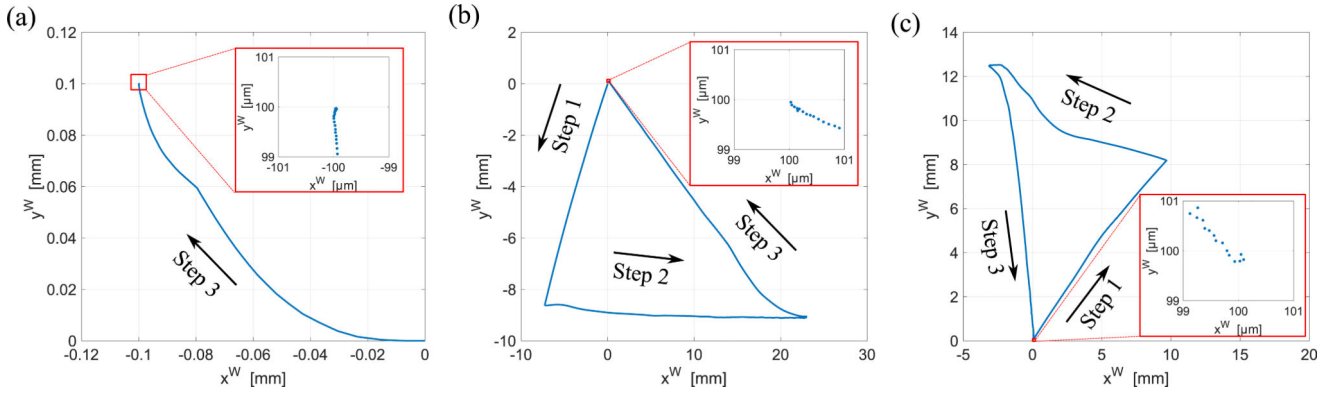 (a)
0.12
0.1
0.08
0.06
0.04
0.02
0
-0.12
-0.1
-0.08
-0.06
-0.04
-0.02
0
y^W [mm]
x^W [mm]
Step 3
101
100
99
-101
-100
-99
y^W [µm]
x^W [µm]
(b)
2
0
-2
-4
-6
-8
-10
-10
0
10
20
30
y^W [mm]
x^W [mm]
Step 1
Step 2
Step 3
101
100
99
99
100
101
y^W [µm]
x^W [µm]
(c)
14
12
10
8
6
4
2
0
-5
0
5
10
15
20
y^W [mm]
x^W [mm]
Step 2
Step 3
Step 1
101
100
99
99
100
101
y^W [µm]
x^W [µm]